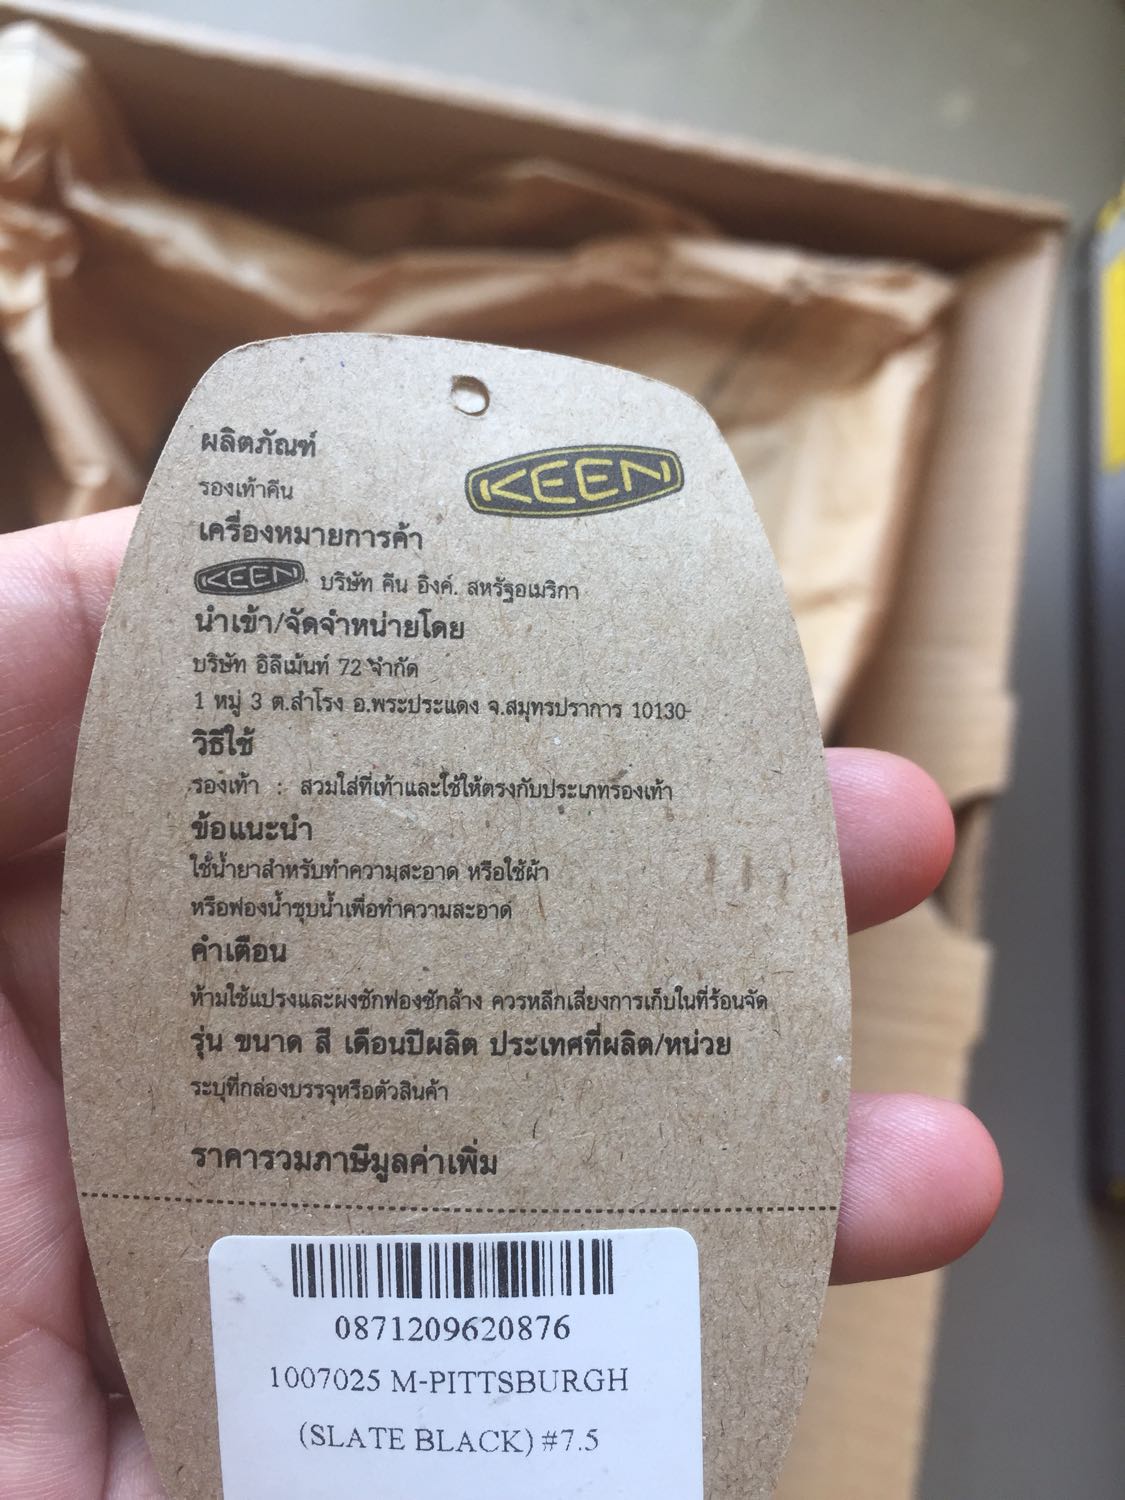 ผลิตภัณฑ์
KEEN
รองเท้าคีน
เครื่องหมายการค้า
KEEN บริษัท คีน อิงค์. สหรัฐอเมริกา
นำเข้า/จัดจำหน่ายโดย
บริษัท อิลีเม้นท์ 72 จำกัด
1 หมู่ 3 ต.สำโรง อ.พระประแดง จ.สมุทรปราการ 10130
วิธีใช้
รองเท้า : สวมใส่ที่เท้าและใช้ให้ตรงกับประเภทรองเท้า
ข้อแนะนำ
ใช้น้ำยาสำหรับทำความสะอาด หรือใช้ผ้า
หรือฟองน้ำชุบน้ำเพื่อทำความสะอาด
คำเตือน
ห้ามใช้แปรงและผงซักฟองซักล้าง ควรหลีกเลี่ยงการเก็บในที่ร้อนจัด
รุ่น ขนาด สี เดือนปีผลิต ประเทศที่ผลิต/หน่วย
ระบุที่กล่องบรรจุหรือตัวสินค้า
ราคารวมภาษีมูลค่าเพิ่ม
0871209620876
1007025 M-PITTSBURGH
(SLATE BLACK) #7.5